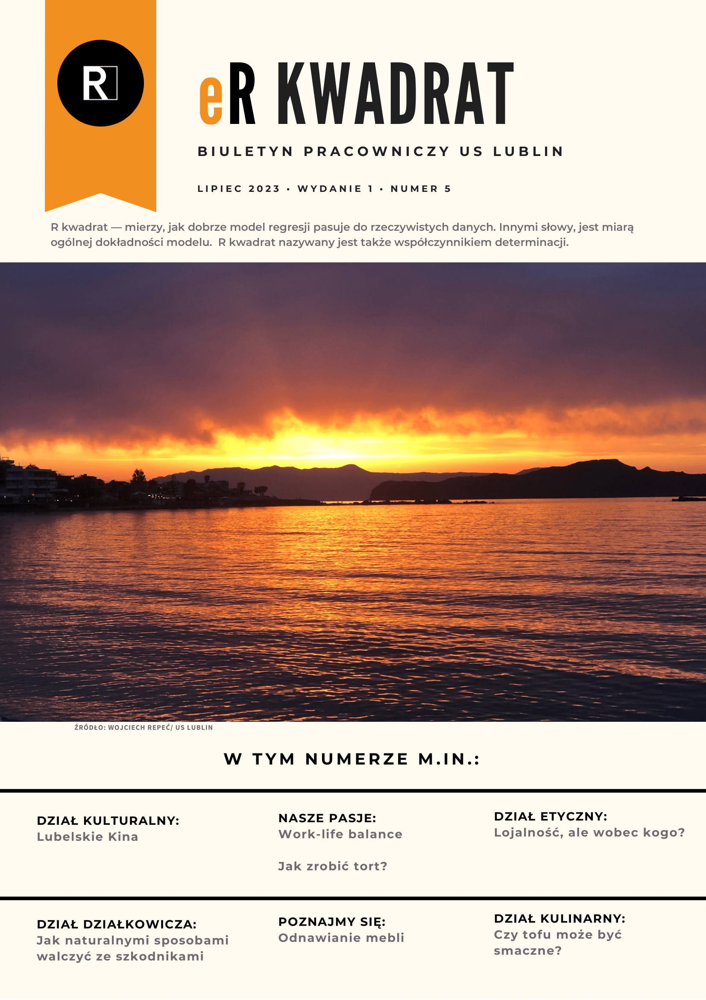 R
eR KWADRAT
BIULETYN PRACOWNICZY US LUBLIN
LIPIEC 2023 • WYDANIE 1 • NUMER 5
R kwadrat — mierzy, jak dobrze model regresji pasuje do rzeczywistych danych. Innymi słowy, jest miarą
ogólnej dokładności modelu. R kwadrat nazywany jest także współczynnikiem determinacji.
ŹRÓDŁO: WOJCIECH REPEĆ/ US LUBLIN
W TYM NUMERZE M.IN.:
DZIAŁ KULTURALNY:
Lubelskie Kina
NASZE PASJE:
Work-life balance
Jak zrobić tort?
DZIAŁ ETYCZNY:
Lojalność, ale wobec kogo?
DZIAŁ DZIAŁKOWICZA:
Jak naturalnymi sposobami
walczyć ze szkodnikami
POZNAJMY SIĘ:
Odnawianie mebli
DZIAŁ KULINARNY:
Czy tofu może być
smaczne?